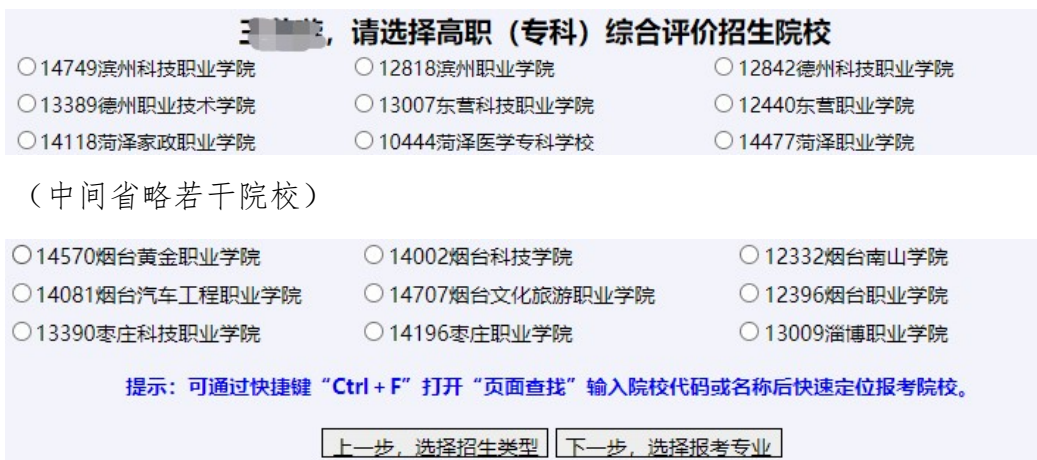 王，请选择高职（专科）综合评价招生院校
○14749滨州科技职业学院 ○12818滨州职业学院 ○12842德州科技职业学院
○13389德州职业技术学院 ○13007东营科技职业学院 ○12440东营职业学院
○14118菏泽家政职业学院 ○10444菏泽医学专科学校 ○14477菏泽职业学院
（中间省略若干院校）
○14570烟台黄金职业学院 ○14002烟台科技学院 ○12332烟台南山学院
○14081烟台汽车工程职业学院 ○14707烟台文化旅游职业学院 ○12396烟台职业学院
○13390枣庄科技职业学院 ○14196枣庄职业学院 ○13009淄博职业学院
提示：可通过快捷键“Ctrl + F”打开“页面查找”输入院校代码或名称后快速定位报考院校。
上一步，选择招生类型 下一步，选择报考专业